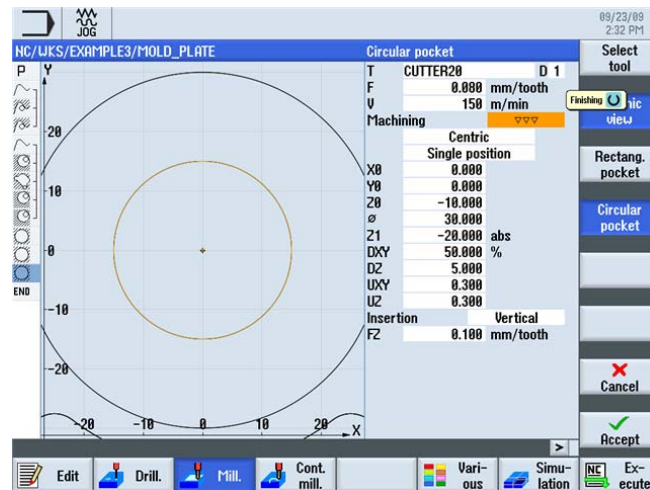 JOG
09/23/09
2:32 PM
NC/WKS/EXAMPLE3/MOLD_PLATE
Circular pocket
Select
tool
P
Y
T CUTTER20 D 1
F 0.080 mm/tooth
V 150 m/min
Machining ▽▽▽
Finishing
view
Centric
Single position
X0 0.000
Y0 0.000
Z0 -10.000
ø 30.000
Z1 -20.000 abs
DXY 50.000 %
DZ 5.000
UXY 0.300
UZ 0.300
Insertion Vertical
FZ 0.100 mm/tooth
Rectang.
pocket
Circular
pocket
END
20
10
0
-10
-20
-20 -10 0 10 20 X
Cancel
Accept
>
Edit
Drill.
Mill.
Cont.
mill.
Vari-
ous
Simu-
lation
NC
Ex-
ecute